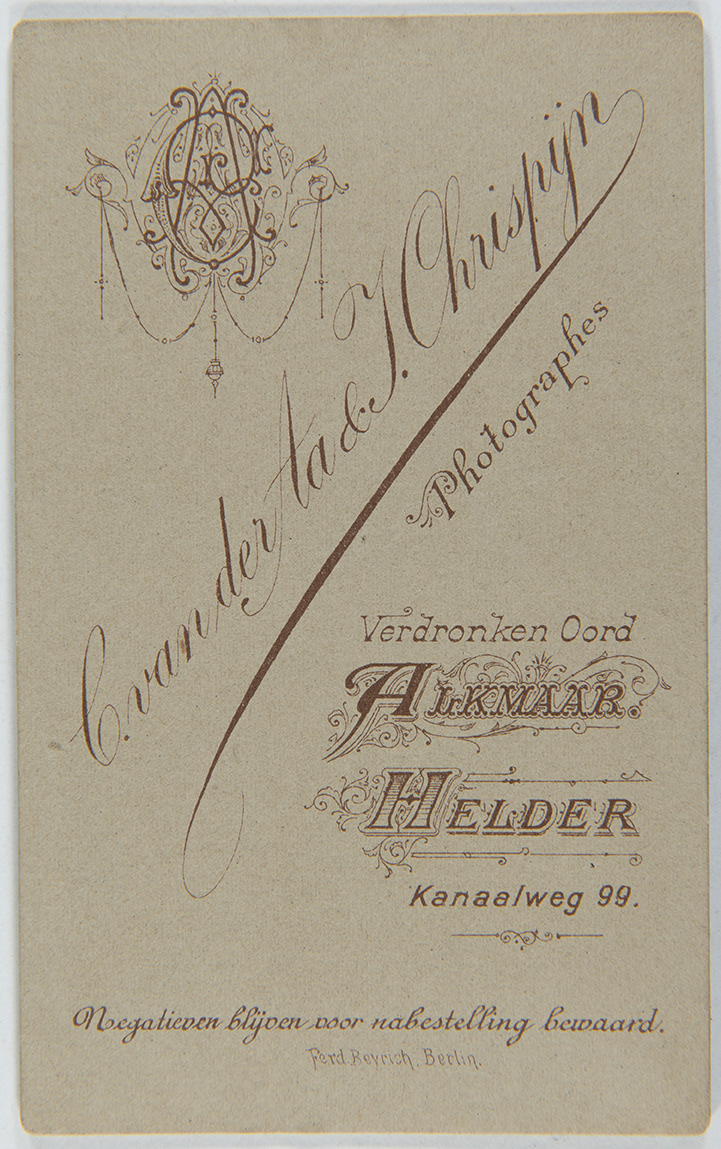 C. van der Aa & J. Chrispijn
Photographes
Verdronken Oord
ALKMAAR.
HELDER
Kanaalweg 99.
Negatieven blijven voor nabestelling bewaard.
Ferd. Beyrich, Berlin.